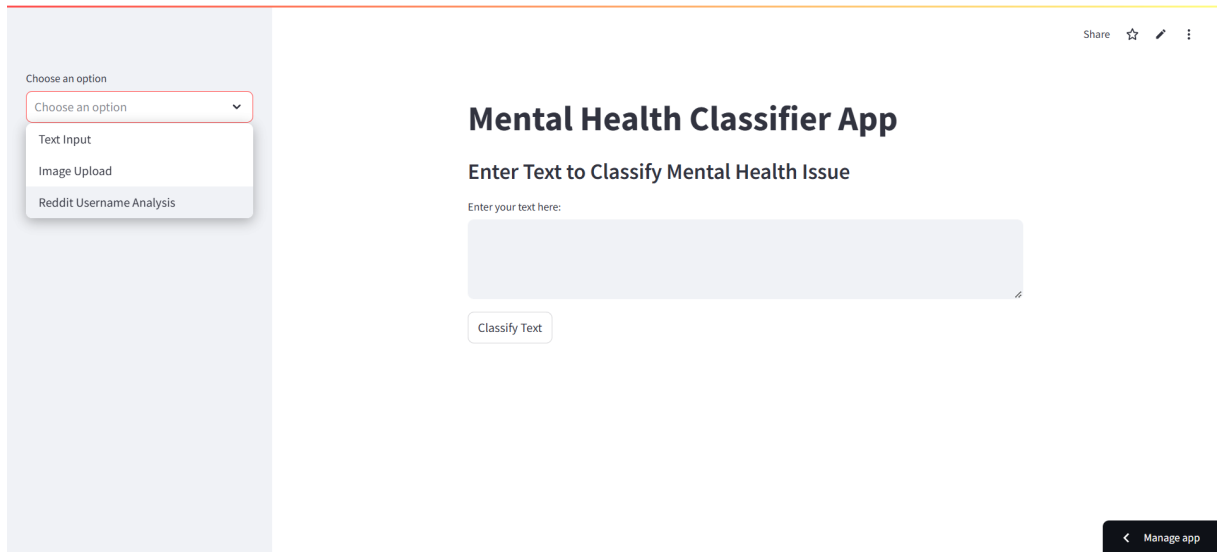 Share
Choose an option
Choose an option
Text Input
Image Upload
Reddit Username Analysis
Mental Health Classifier App
Enter Text to Classify Mental Health Issue
Enter your text here:
Classify Text
Manage app